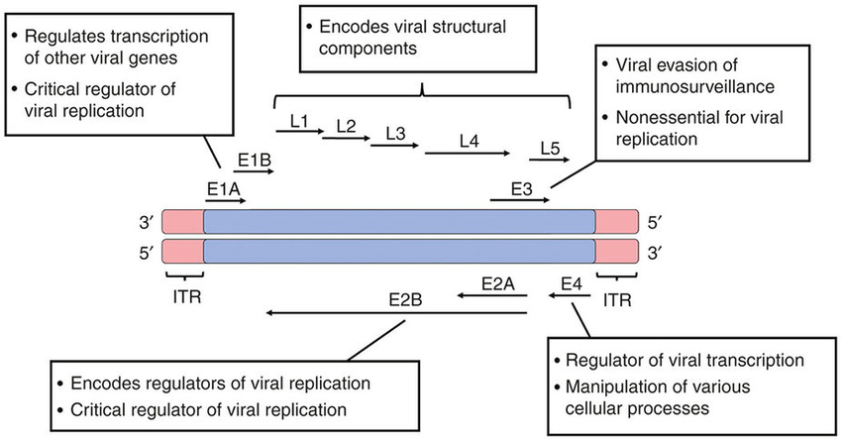 • Regulates transcription
of other viral genes
• Critical regulator of
viral replication
• Encodes viral structural
components
• Viral evasion of
immunosurveillance
• Nonessential for viral
replication
L1
L2
L3
L4
L5
E1B
E1A
E3
3′
5′
5′
3′
ITR
E2B
E2A
E4
ITR
• Encodes regulators of viral replication
• Critical regulator of viral replication
• Regulator of viral transcription
• Manipulation of various
cellular processes